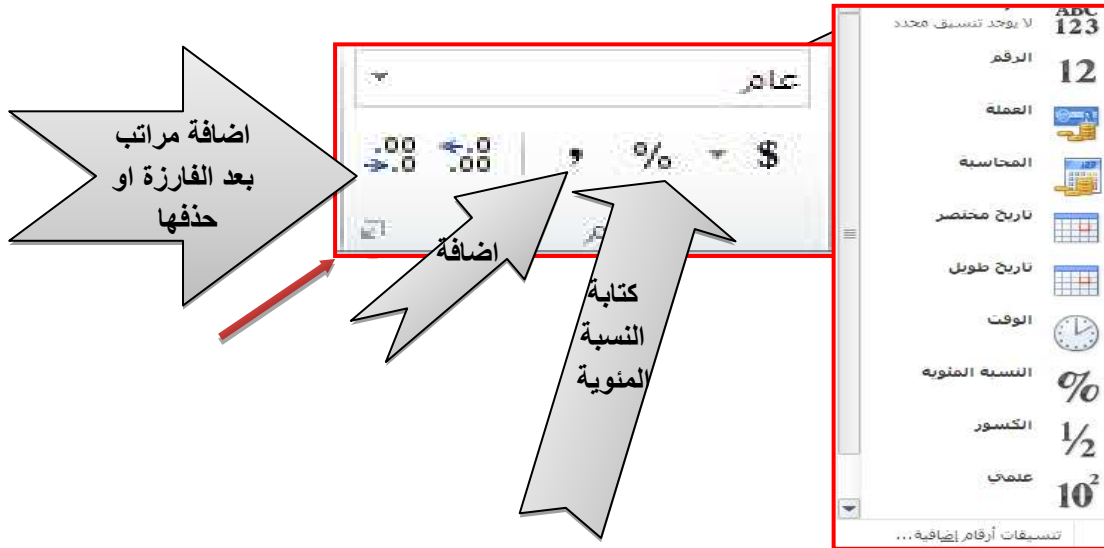 ABC
123
لا يوجد تنسيق محدد
12
الرقم
العملة
المحاسبة
تاريخ مختصر
تاريخ طويل
الوقت
%
النسبة المئوية
½
الكسور
10²
علمي
تنسيقات أرقام إضافية...
عام
$ % , .00 .0 .00 .0
اضافة مراتب
بعد الفارزة او
حذفها
اضافة
كتابة
النسبة
المئوية